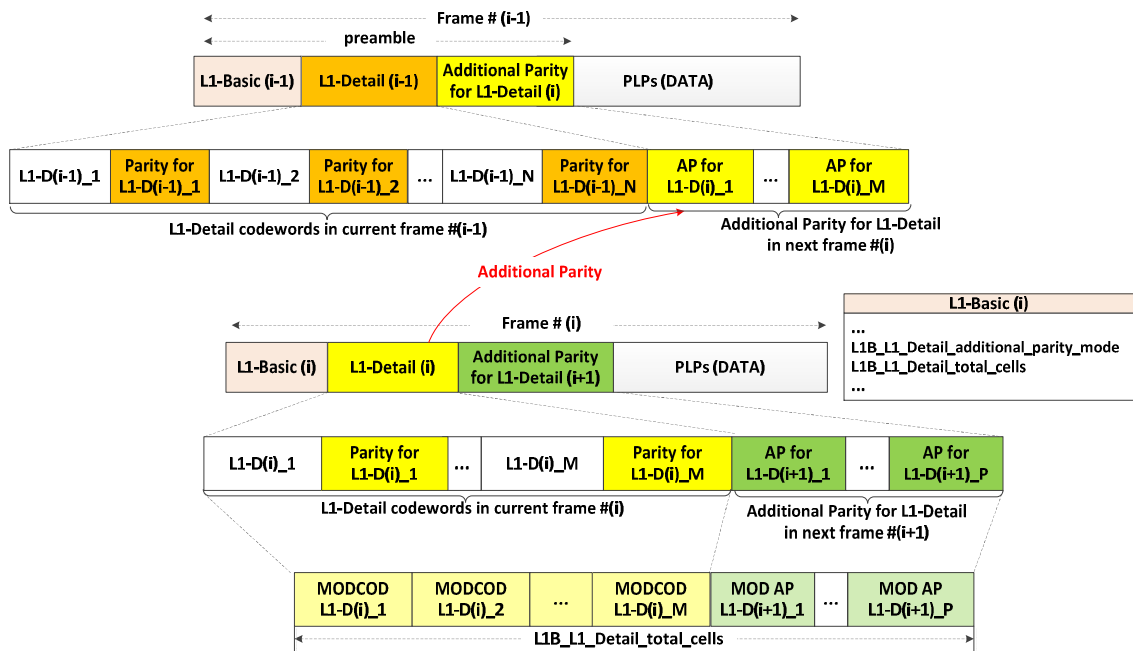 Frame # (i-1)
preamble
L1-Basic (i-1)
L1-Detail (i-1)
Additional Parity
for L1-Detail (i)
PLPs (DATA)
L1-D(i-1)_1
Parity for
L1-D(i-1)_1
L1-D(i-1)_2
Parity for
L1-D(i-1)_2
...
L1-D(i-1)_N
Parity for
L1-D(i-1)_N
AP for
L1-D(i)_1
...
AP for
L1-D(i)_M
L1-Detail codewords in current frame #(i-1)
Additional Parity for L1-Detail
in next frame #(i)
Additional Parity
Frame # (i)
L1-Basic (i)
L1-Detail (i)
Additional Parity
for L1-Detail (i+1)
PLPs (DATA)
L1-Basic (i)
...
L1B_L1_Detail_additional_parity_mode
L1B_L1_Detail_total_cells
...
L1-D(i)_1
Parity for
L1-D(i)_1
...
L1-D(i)_M
Parity for
L1-D(i)_M
AP for
L1-D(i+1)_1
...
AP for
L1-D(i+1)_P
L1-Detail codewords in current frame #(i)
Additional Parity for L1-Detail
in next frame #(i+1)
MODCOD
L1-D(i)_1
MODCOD
L1-D(i)_2
...
MODCOD
L1-D(i)_M
MOD AP
L1-D(i+1)_1
...
MOD AP
L1-D(i+1)_P
L1B_L1_Detail_total_cells